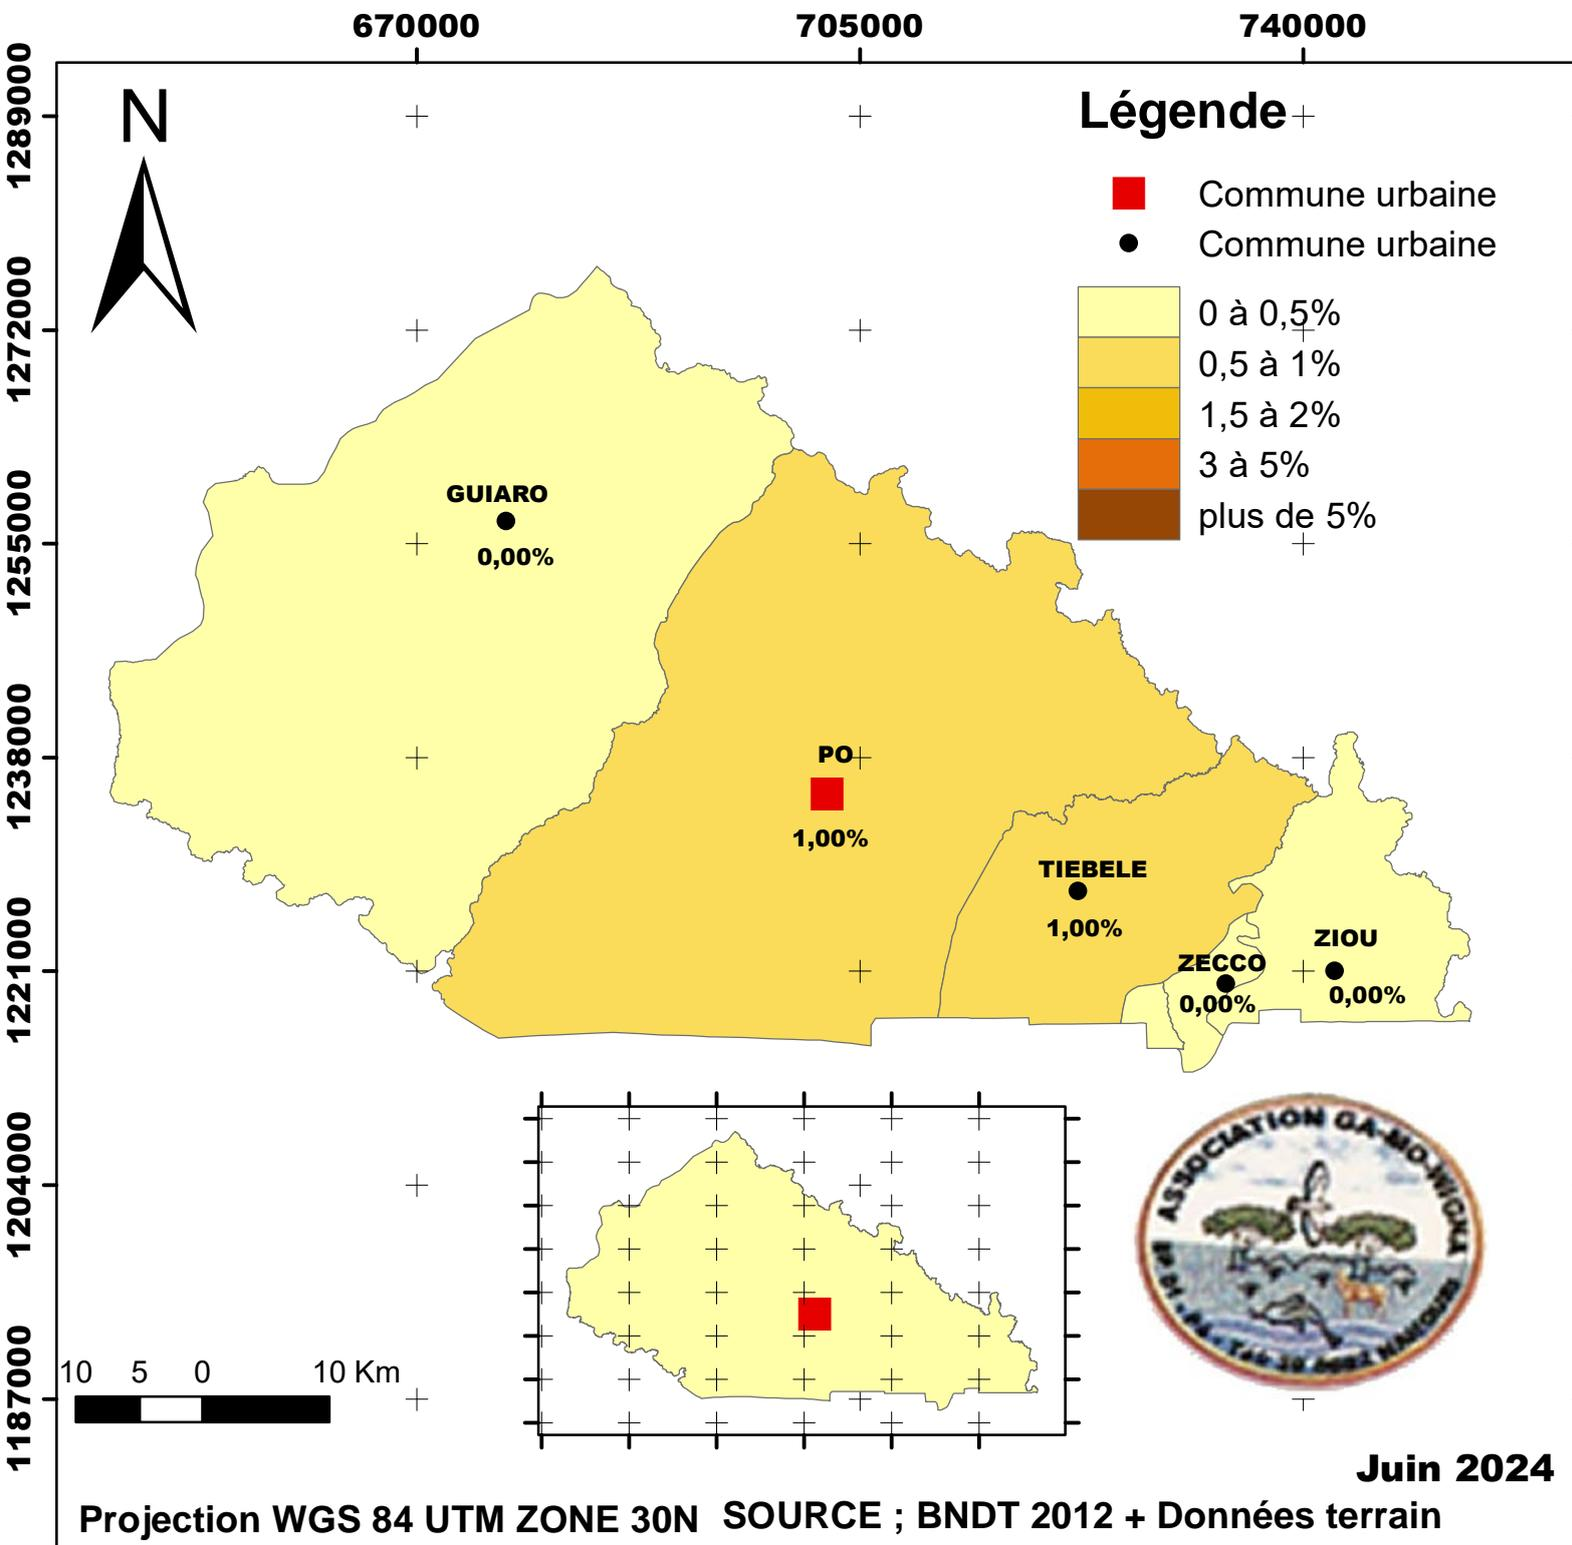 670000 705000 740000
1289000
1272000
1255000
1238000
1221000
1204000
1187000
N
Légende
Commune urbaine
Commune urbaine
0 à 0,5%
0,5 à 1%
1,5 à 2%
3 à 5%
plus de 5%
GUIARO
0,00%
PO
1,00%
TIEBELE
1,00%
ZECCO
0,00%
ZIOU
0,00%
ASSOCIATION GA-MO-WIGNA
10 5 0 10 Km
Juin 2024
Projection WGS 84 UTM ZONE 30N SOURCE ; BNDT 2012 + Données terrain